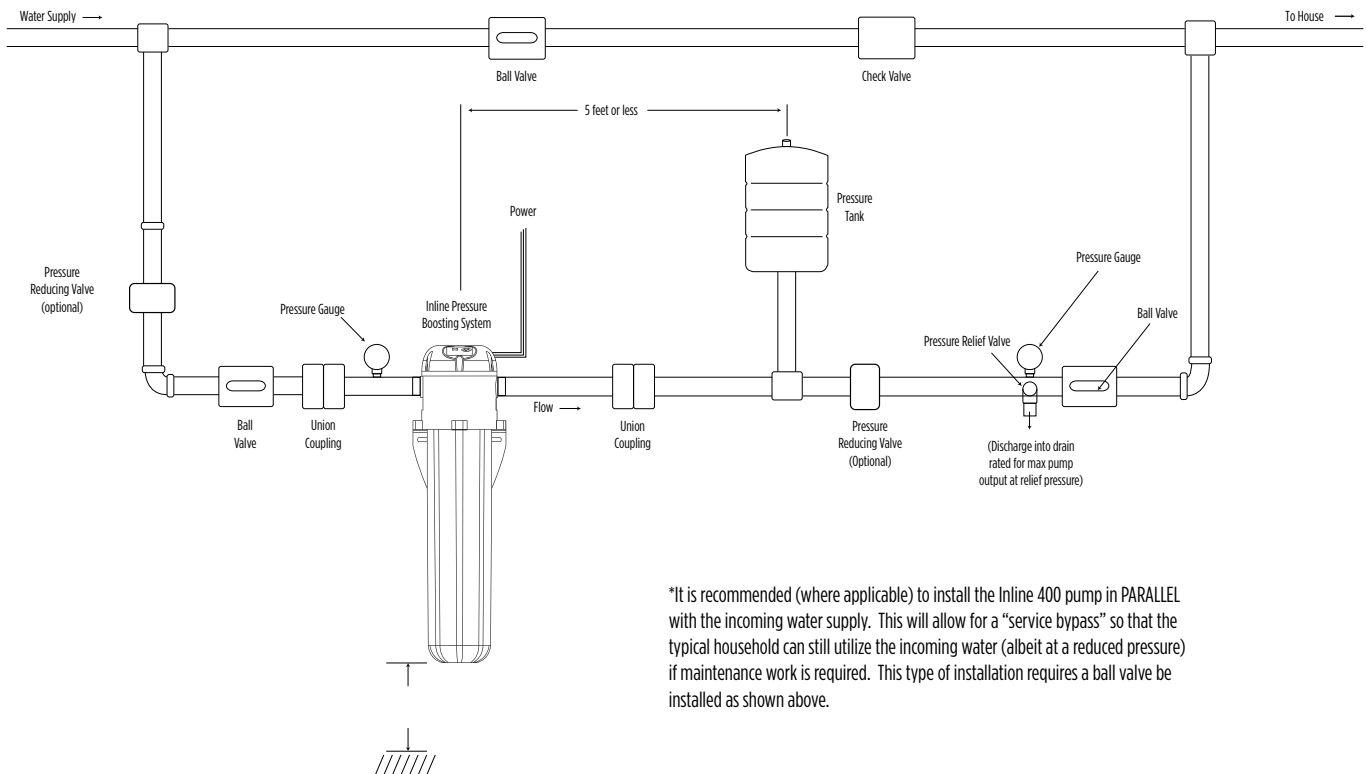 Water Supply
To House
Ball Valve
Check Valve
5 feet or less
Pressure
Tank
Power
Pressure
Reducing Valve
(optional)
Pressure Gauge
Inline Pressure
Boosting System
Pressure Gauge
Ball Valve
Pressure Relief Valve
Flow
Ball
Valve
Union
Coupling
Union
Coupling
Pressure
Reducing Valve
(Optional)
(Discharge into drain
rated for max pump
output at relief pressure)
*It is recommended (where applicable) to install the Inline 400 pump in PARALLEL
with the incoming water supply. This will allow for a “service bypass” so that the
typical household can still utilize the incoming water (albeit at a reduced pressure)
if maintenance work is required. This type of installation requires a ball valve be
installed as shown above.